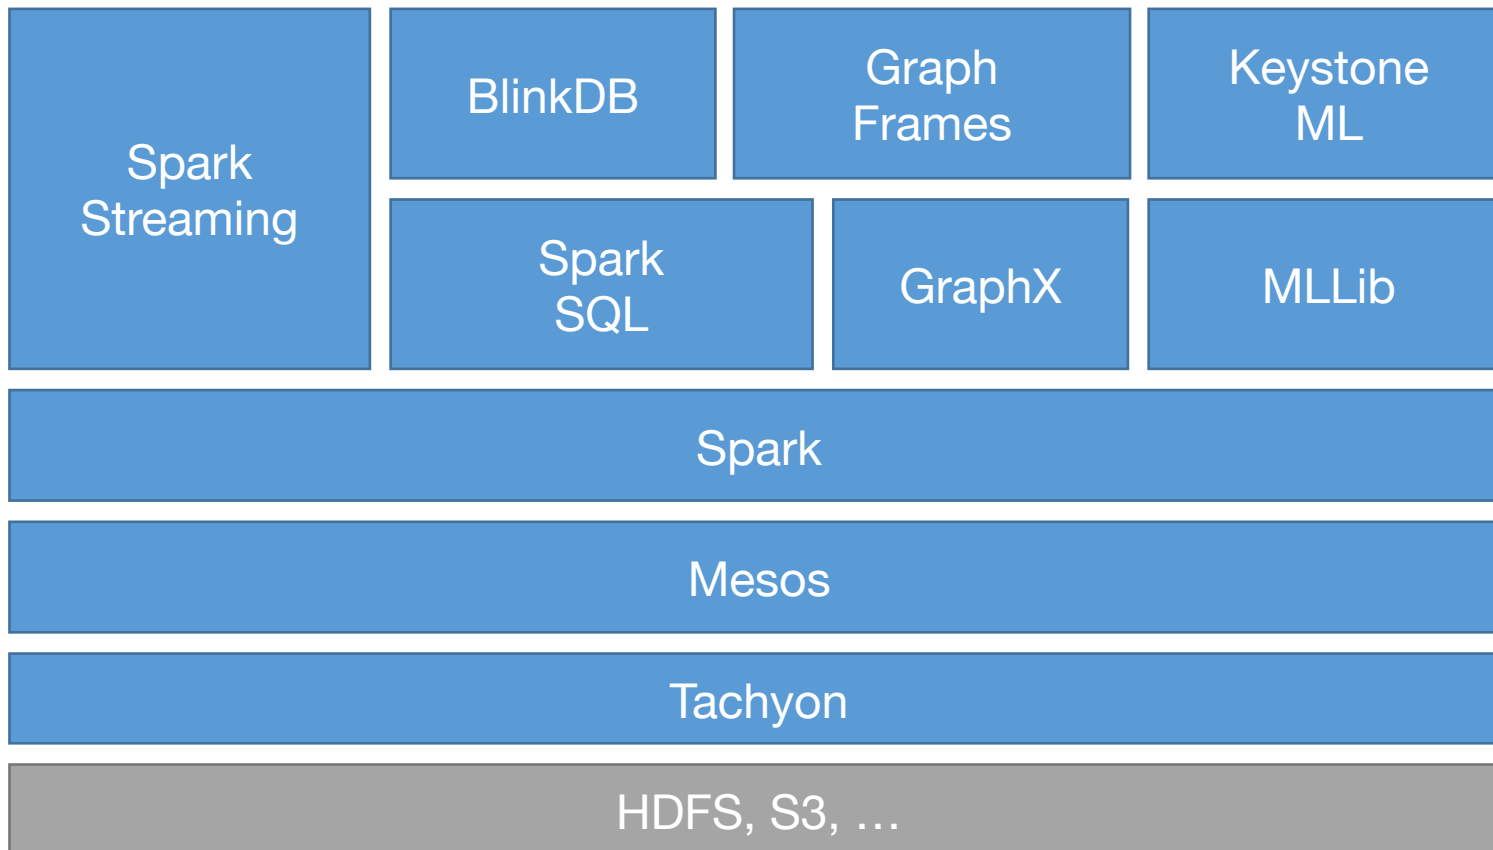 Spark
Streaming
BlinkDB
Graph
Frames
Keystone
ML
Spark
SQL
GraphX
MLLib
Spark
Mesos
Tachyon
HDFS, S3, …